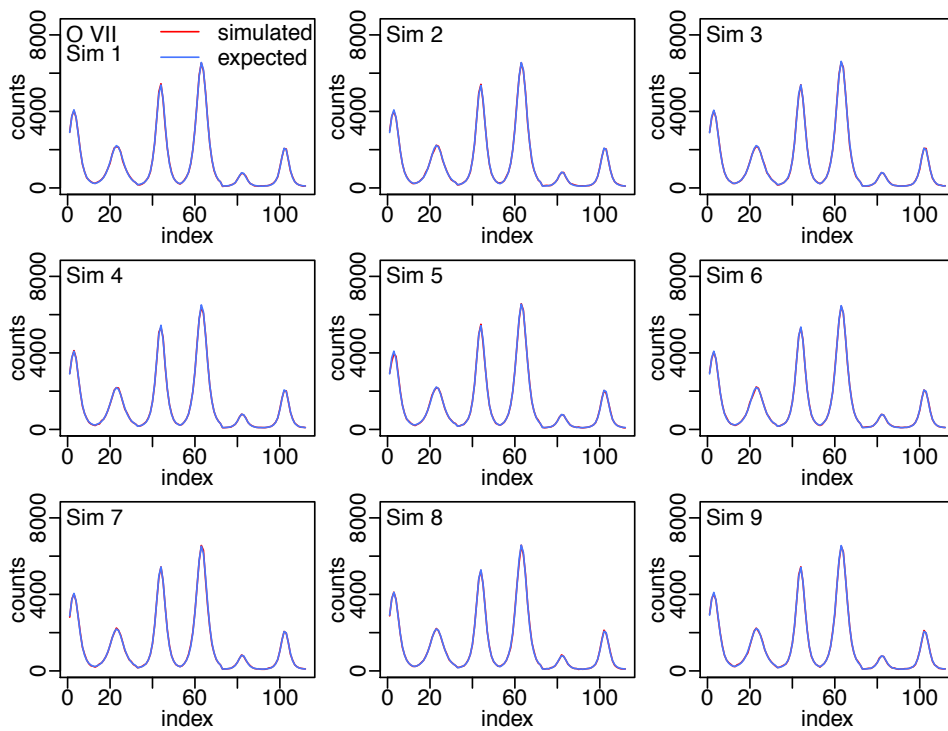 O VII
Sim 1
simulated
expected
counts
0 4000 8000
0 20 60 100
index
Sim 2
counts
0 4000 8000
0 20 60 100
index
Sim 3
counts
0 4000 8000
0 20 60 100
index
Sim 4
counts
0 4000 8000
0 20 60 100
index
Sim 5
counts
0 4000 8000
0 20 60 100
index
Sim 6
counts
0 4000 8000
0 20 60 100
index
Sim 7
counts
0 4000 8000
0 20 60 100
index
Sim 8
counts
0 4000 8000
0 20 60 100
index
Sim 9
counts
0 4000 8000
0 20 60 100
index